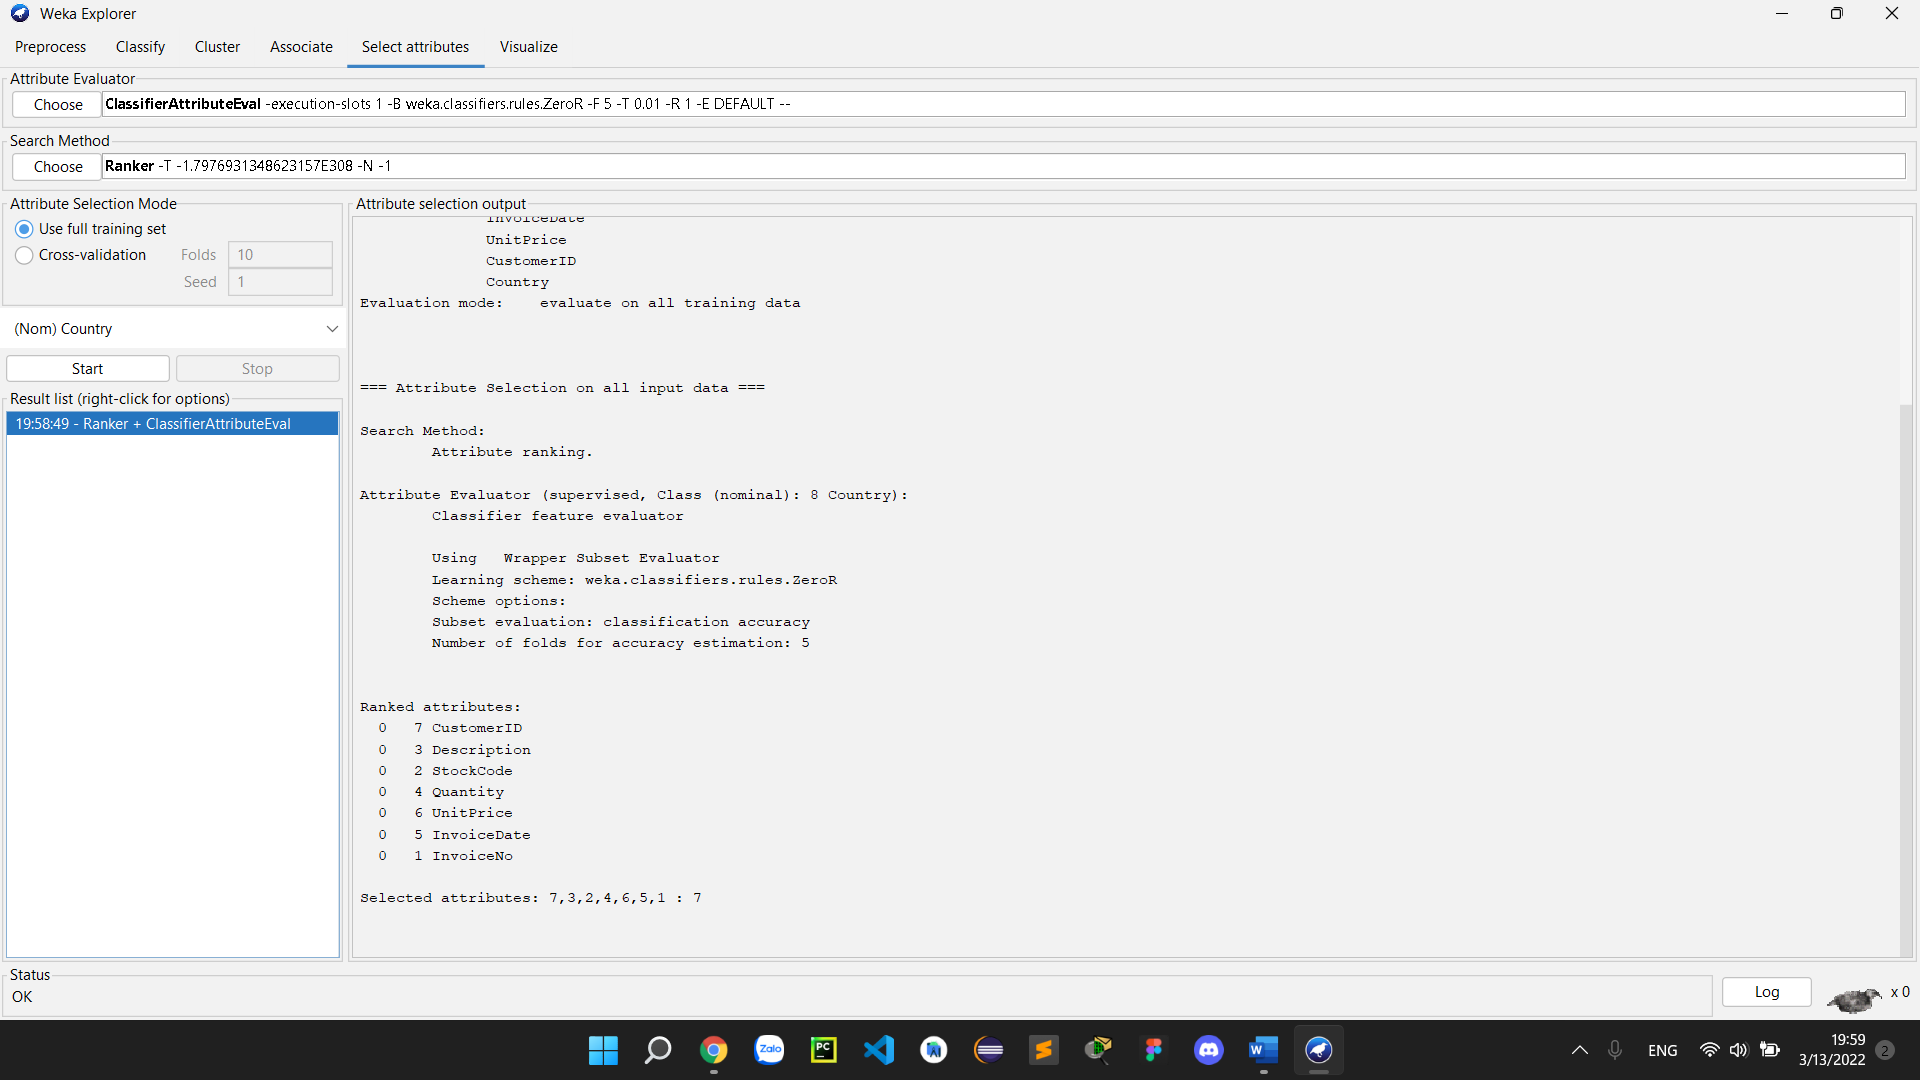 Weka Explorer
Preprocess Classify Cluster Associate Select attributes Visualize
Attribute Evaluator
Choose ClassifierAttributeEval -execution-slots 1 -B weka.classifiers.rules.ZeroR -F 5 -T 0.01 -R 1 -E DEFAULT --
Search Method
Choose Ranker -T -1.7976931348623157E308 -N -1
Attribute Selection Mode
Use full training set
Cross-validation Folds 10
Seed 1
(Nom) Country
Start Stop
Result list (right-click for options)
19:58:49 - Ranker + ClassifierAttributeEval
Attribute selection output
InvoiceDate
UnitPrice
CustomerID
Country
Evaluation mode: evaluate on all training data
=== Attribute Selection on all input data ===
Search Method:
Attribute ranking.
Attribute Evaluator (supervised, Class (nominal): 8 Country):
Classifier feature evaluator
Using Wrapper Subset Evaluator
Learning scheme: weka.classifiers.rules.ZeroR
Scheme options:
Subset evaluation: classification accuracy
Number of folds for accuracy estimation: 5
Ranked attributes:
0 7 CustomerID
0 3 Description
0 2 StockCode
0 4 Quantity
0 6 UnitPrice
0 5 InvoiceDate
0 1 InvoiceNo
Selected attributes: 7,3,2,4,6,5,1 : 7
Status
OK
Log
x 0
Zalo
PC
W
ENG
19:59
3/13/2022
2